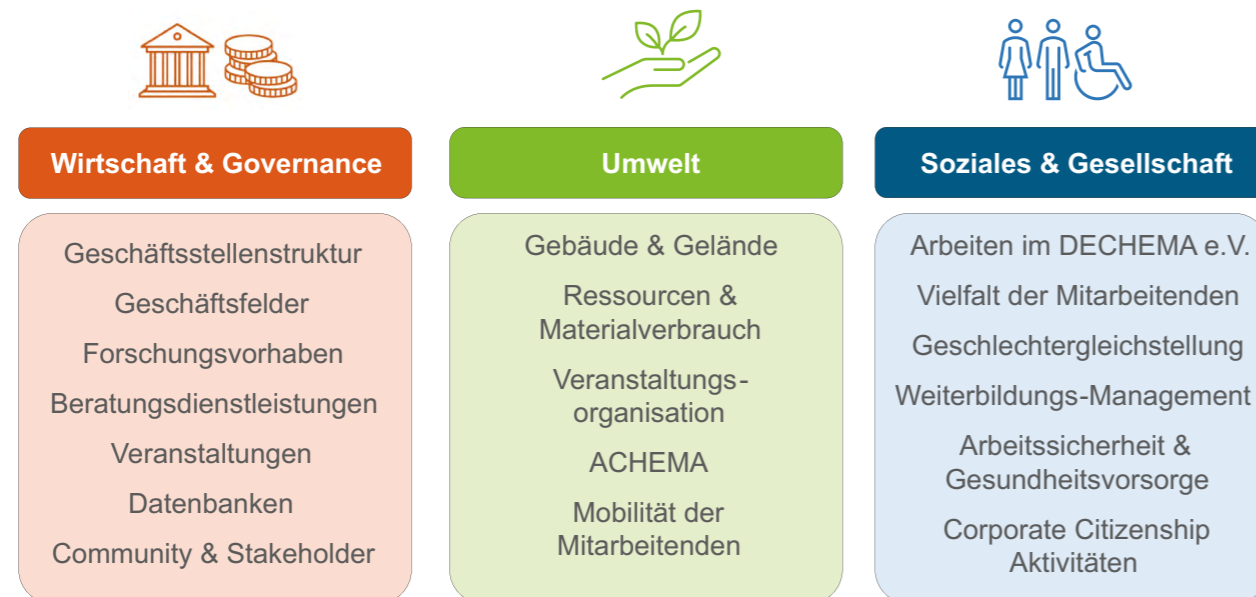 Wirtschaft & Governance
Geschäftsstellenstruktur
Geschäftsfelder
Forschungsvorhaben
Beratungsdienstleistungen
Veranstaltungen
Datenbanken
Community & Stakeholder
Umwelt
Gebäude & Gelände
Ressourcen &
Materialverbrauch
Veranstaltungs-
organisation
ACHEMA
Mobilität der
Mitarbeitenden
Soziales & Gesellschaft
Arbeiten im DECHEMA e.V.
Vielfalt der Mitarbeitenden
Geschlechtergleichstellung
Weiterbildungs-Management
Arbeitssicherheit &
Gesundheitsvorsorge
Corporate Citizenship
Aktivitäten